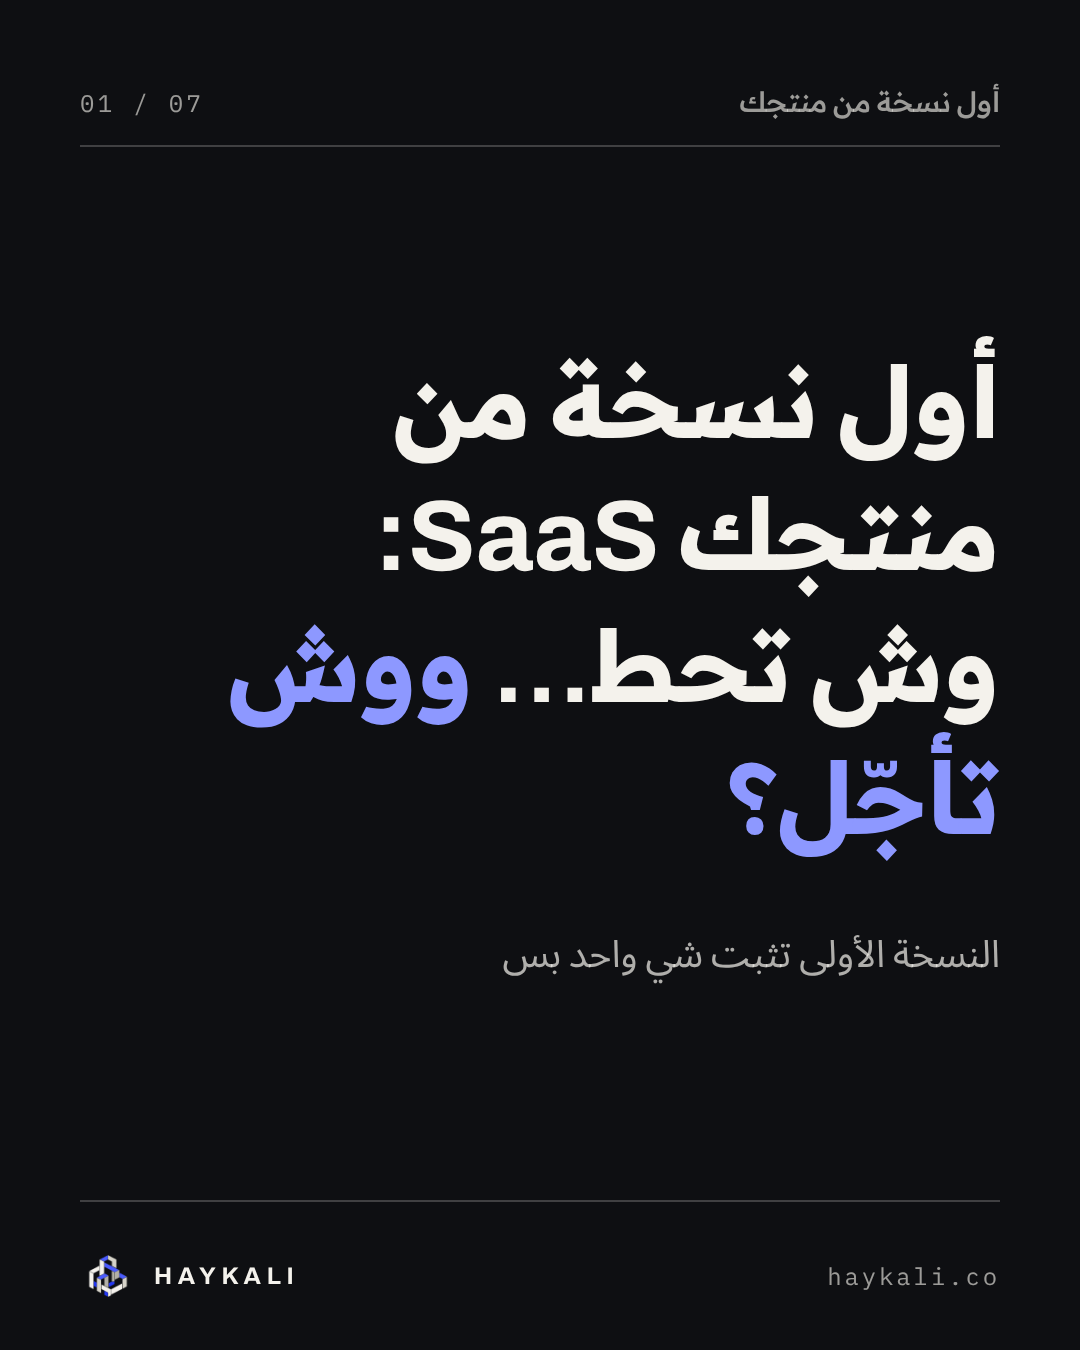 أول نسخة من منتجك
01 / 07
أول نسخة من
منتجك SaaS:
وش تحط... ووش
تأجّل؟
النسخة الأولى تثبت شي واحد بس
HAYKALI
haykali.co